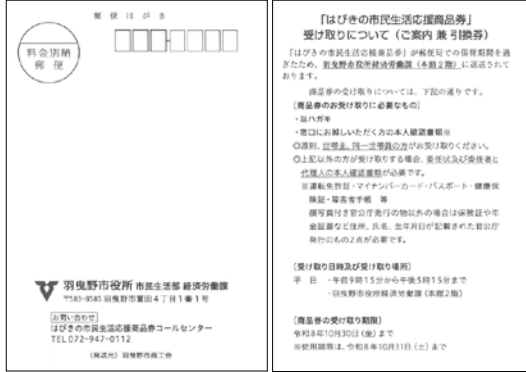 郵便はがき
料金別納
郵便
羽曳野市役所 市民生活部 経済労働課
〒583-8585 羽曳野市誉田4丁目1番1号
お問い合わせ
はびきの市民生活応援商品券コールセンター
TEL 072-947-0112
(発送元) 羽曳野市商工会
「はびきの市民生活応援商品券」
受け取りについて(ご案内 兼 引換券)
「はびきの市民生活応援商品券」が郵便局での保管期間を過
ぎたため、羽曳野市役所経済労働課(本館2階)に返送されて
おります。
商品券の受け取りについては、下記の通りです。
〔商品券のお受け取りに必要なもの〕
・当ハガキ
・窓口にお越しいただく方の本人確認書類※
○原則、世帯主、同一世帯員の方がお受け取りください。
○上記以外の方が受け取りする場合、委任状及び委任者と
代理人の本人確認書類が必要です。
※運転免許証・マイナンバーカード・パスポート・健康保
険証・障害者手帳 等
顔写真付き官公庁発行の物以外の場合は保険証や年
金証書など住所、氏名、生年月日が記載された官公庁
発行のもの2点が必要です。
〔受け取り日時及び受け取り場所〕
平 日 ・午前9時15分から午後5時15分まで
・羽曳野市役所経済労働課(本館2階)
〔商品券の受け取り期限〕
令和8年10月30日(金)まで
※使用期限は、令和8年10月31日(土)まで